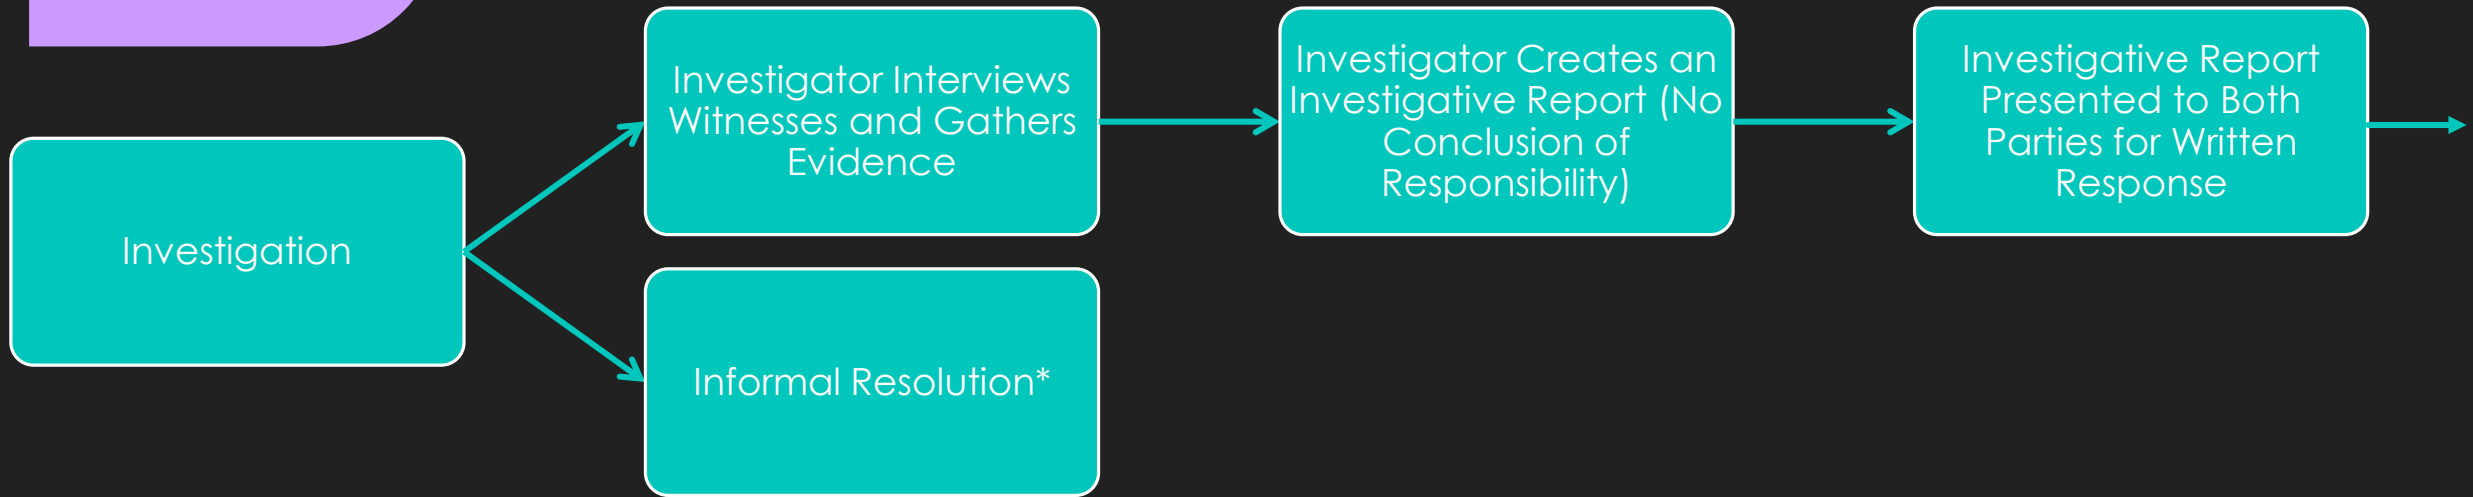 Investigation
Investigator Interviews
Witnesses and Gathers
Evidence
Informal Resolution*
Investigator Creates an
Investigative Report (No
Conclusion of
Responsibility)
Investigative Report
Presented to Both
Parties for Written
Response